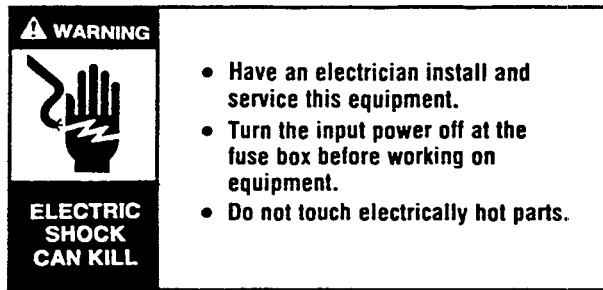 WARNING
ELECTRIC
SHOCK
CAN KILL
• Have an electrician install and
service this equipment.
• Turn the input power off at the
fuse box before working on
equipment.
• Do not touch electrically hot parts.